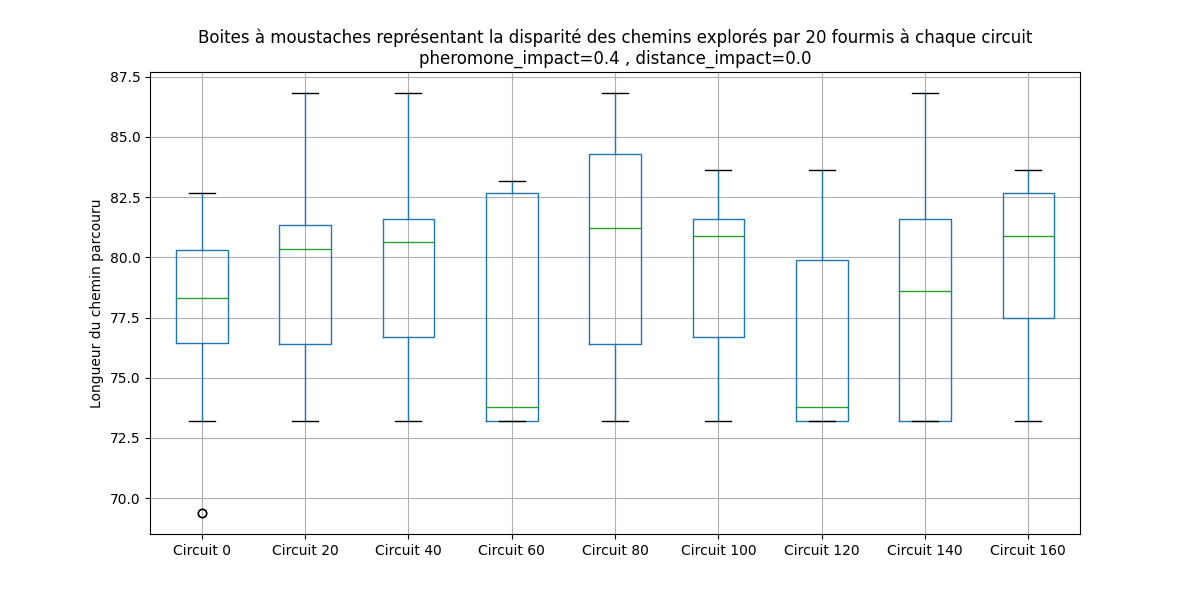 Boites à moustaches représentant la disparité des chemins explorés par 20 fourmis à chaque circuit
pheromone_impact=0.4 , distance_impact=0.0
Longueur du chemin parcouru
87.5
85.0
82.5
80.0
77.5
75.0
72.5
70.0
Circuit 0 Circuit 20 Circuit 40 Circuit 60 Circuit 80 Circuit 100 Circuit 120 Circuit 140 Circuit 160